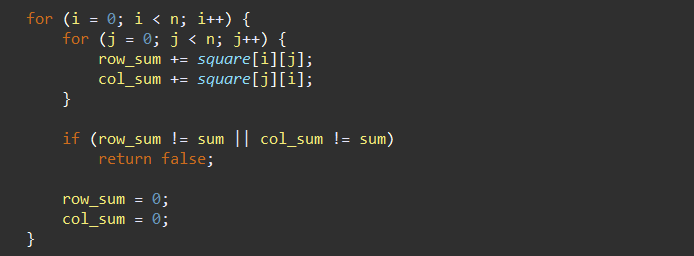 for (i = 0; i < n; i++) {
    for (j = 0; j < n; j++) {
        row_sum += square[i][j];
        col_sum += square[j][i];
    }

    if (row_sum != sum || col_sum != sum)
        return false;

    row_sum = 0;
    col_sum = 0;
}